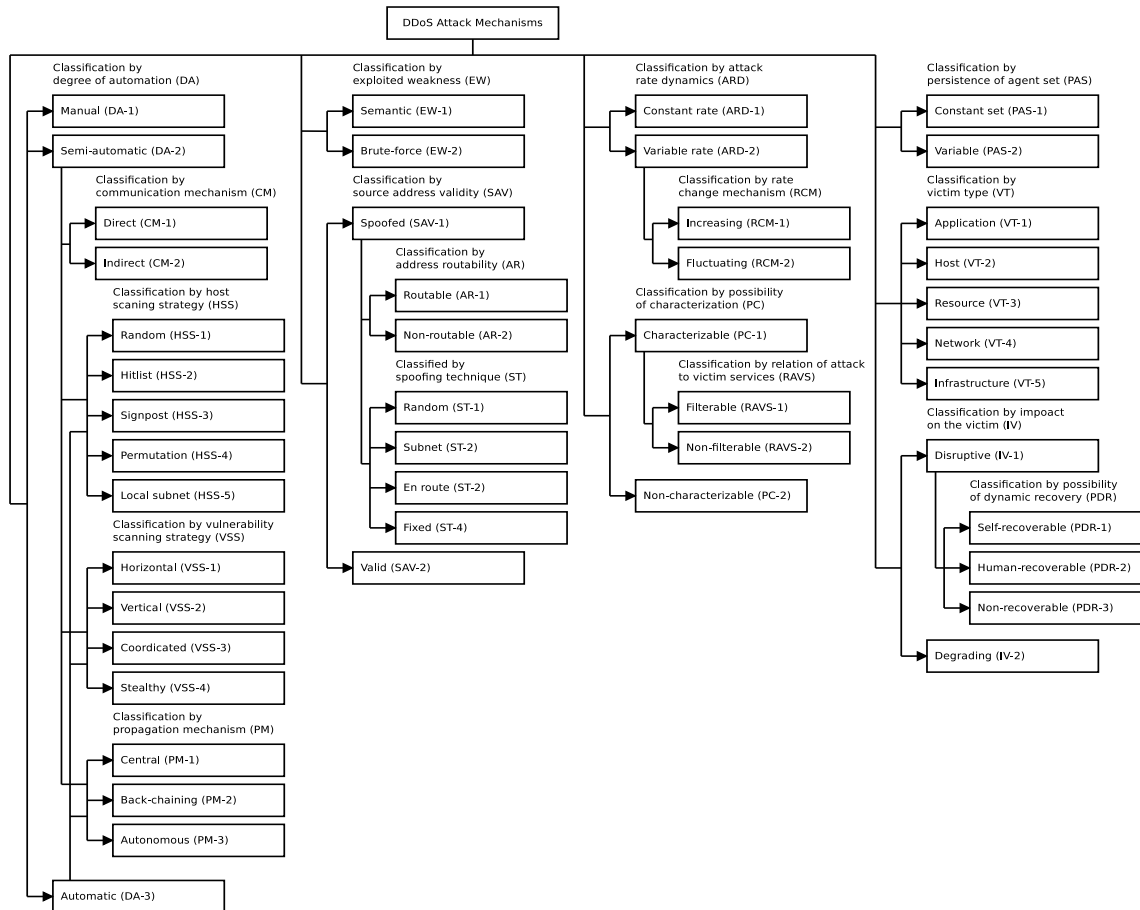 DDoS Attack Mechanisms
Classification by
degree of automation (DA)
Manual (DA-1)
Semi-automatic (DA-2)
Classification by
communication mechanism (CM)
Direct (CM-1)
Indirect (CM-2)
Classification by host
scaning strategy (HSS)
Random (HSS-1)
Hitlist (HSS-2)
Signpost (HSS-3)
Permutation (HSS-4)
Local subnet (HSS-5)
Classification by vulnerability
scanning strategy (VSS)
Horizontal (VSS-1)
Vertical (VSS-2)
Coordicated (VSS-3)
Stealthy (VSS-4)
Classification by
propagation mechanism (PM)
Central (PM-1)
Back-chaining (PM-2)
Autonomous (PM-3)
Automatic (DA-3)
Classification by
exploited weakness (EW)
Semantic (EW-1)
Brute-force (EW-2)
Classification by
source address validity (SAV)
Spoofed (SAV-1)
Classification by
address routability (AR)
Routable (AR-1)
Non-routable (AR-2)
Classified by
spoofing technique (ST)
Random (ST-1)
Subnet (ST-2)
En route (ST-2)
Fixed (ST-4)
Valid (SAV-2)
Classification by attack
rate dynamics (ARD)
Constant rate (ARD-1)
Variable rate (ARD-2)
Classification by rate
change mechanism (RCM)
Increasing (RCM-1)
Fluctuating (RCM-2)
Classification by possibility
of characterization (PC)
Characterizable (PC-1)
Classification by relation of attack
to victim services (RAVS)
Filterable (RAVS-1)
Non-filterable (RAVS-2)
Non-characterizable (PC-2)
Classification by
persistence of agent set (PAS)
Constant set (PAS-1)
Variable (PAS-2)
Classification by
victim type (VT)
Application (VT-1)
Host (VT-2)
Resource (VT-3)
Network (VT-4)
Infrastructure (VT-5)
Classification by impoact
on the victim (IV)
Disruptive (IV-1)
Classification by possibility
of dynamic recovery (PDR)
Self-recoverable (PDR-1)
Human-recoverable (PDR-2)
Non-recoverable (PDR-3)
Degrading (IV-2)